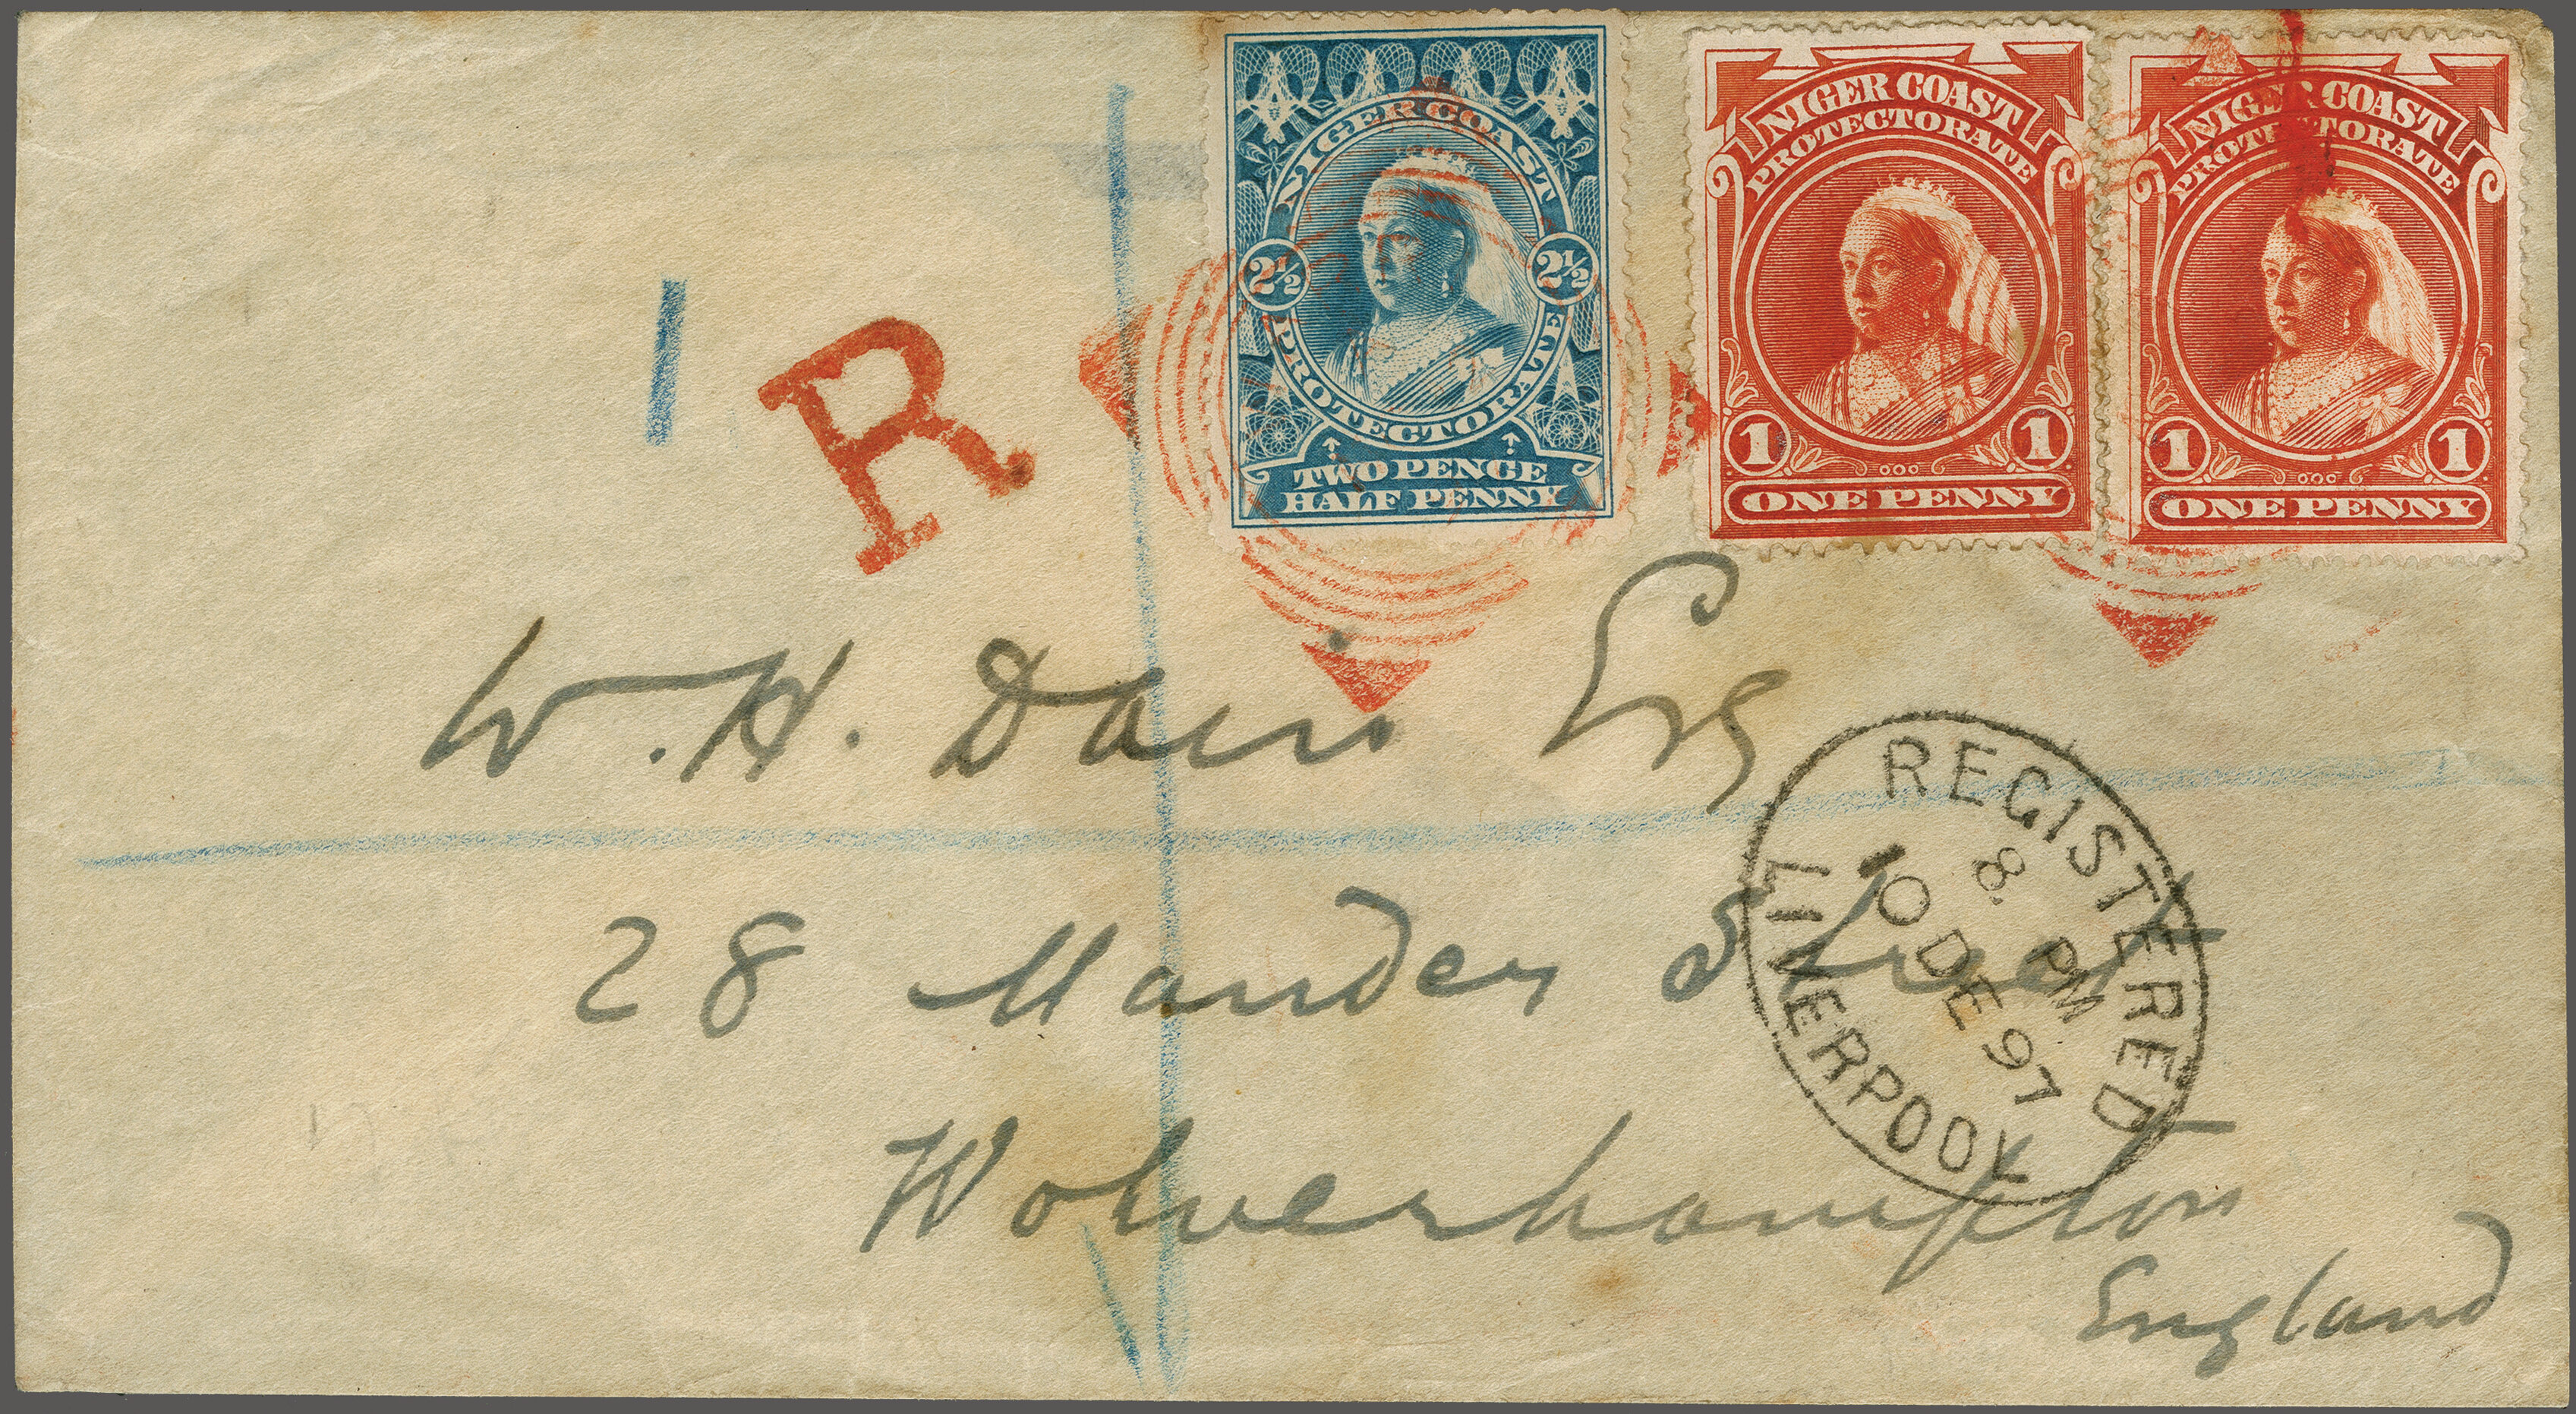 NIGER COAST
PROTECTORATE
2½ 2½
TWO PENCE
HALF PENNY
NIGER COAST
PROTECTORATE
1 1
ONE PENNY
NIGER COAST
PROTECTORATE
1 1
ONE PENNY
R
W. H. Davis Esq
28 Mander Street
Wolverhampton
England
REGISTERED
8. PM
10 DE 97
LIVERPOOL